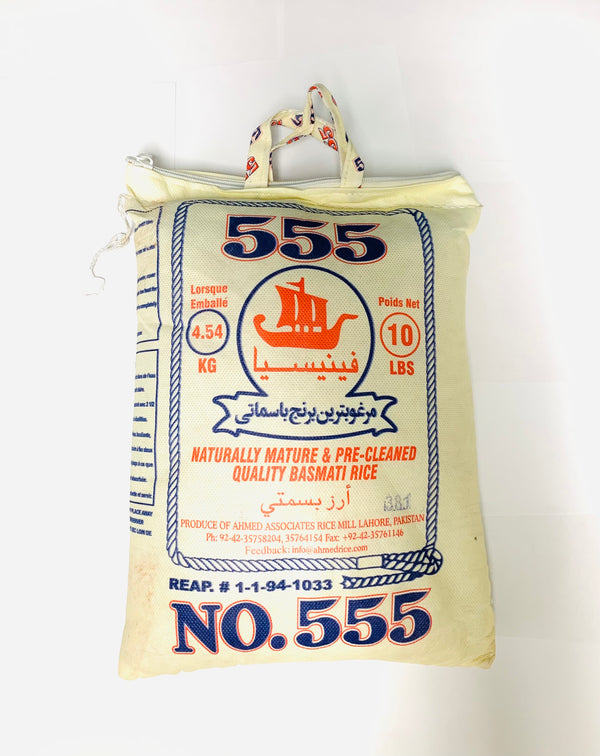 555
Lorsque
Emballé
4.54
KG
Poids Net
10
LBS
فينيسيا
مرغوبترین برنج باسماتی
NATURALLY MATURE & PRE-CLEANED
QUALITY BASMATI RICE
أرز بسمتي
PRODUCE OF AHMED ASSOCIATES RICE MILL LAHORE, PAKISTAN
Ph: 92-42-35758204, 35764154 Fax: +92-42-35761146
Feedback: info@ahmedrice.com
REAP. # 1-1-94-1033
NO. 555